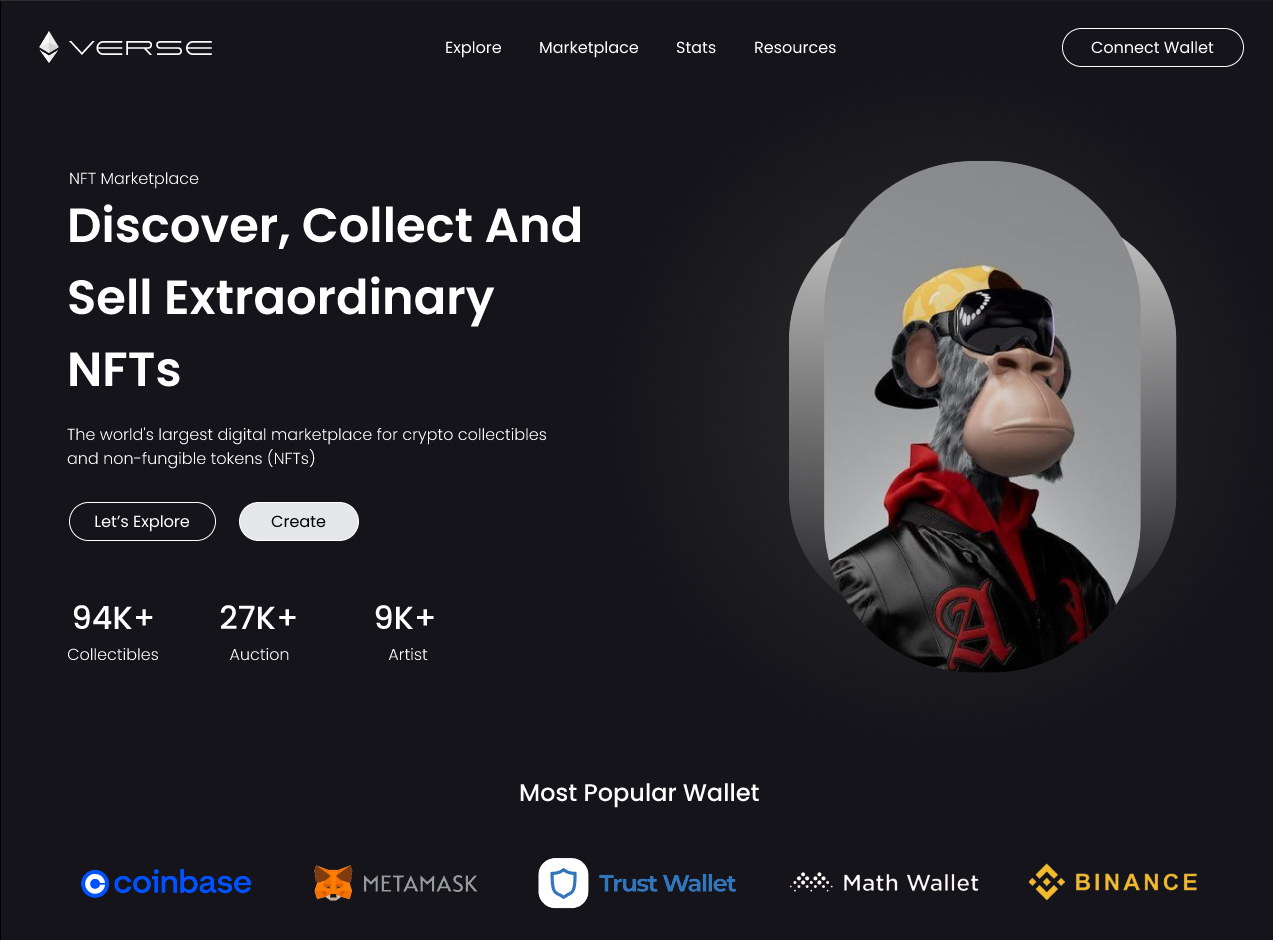 VERSE
Explore Marketplace Stats Resources
Connect Wallet
NFT Marketplace
Discover, Collect And
Sell Extraordinary
NFTs
The world's largest digital marketplace for crypto collectibles
and non-fungible tokens (NFTs)
Let’s Explore Create
94K+ 27K+ 9K+
Collectibles Auction Artist
A
Most Popular Wallet
coinbase METAMASK Trust Wallet Math Wallet BINANCE